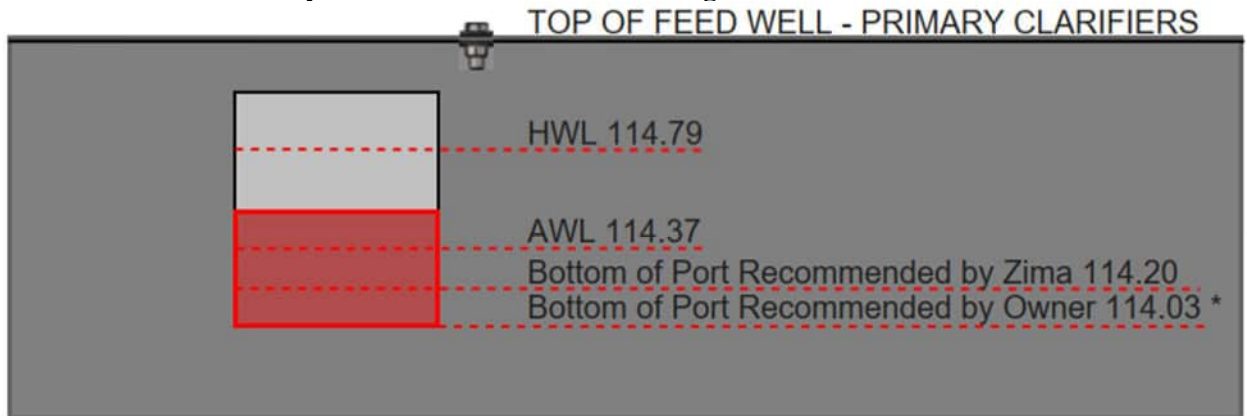 TOP OF FEED WELL - PRIMARY CLARIFIERS
HWL 114.79
AWL 114.37
Bottom of Port Recommended by Zima 114.20
Bottom of Port Recommended by Owner 114.03 *